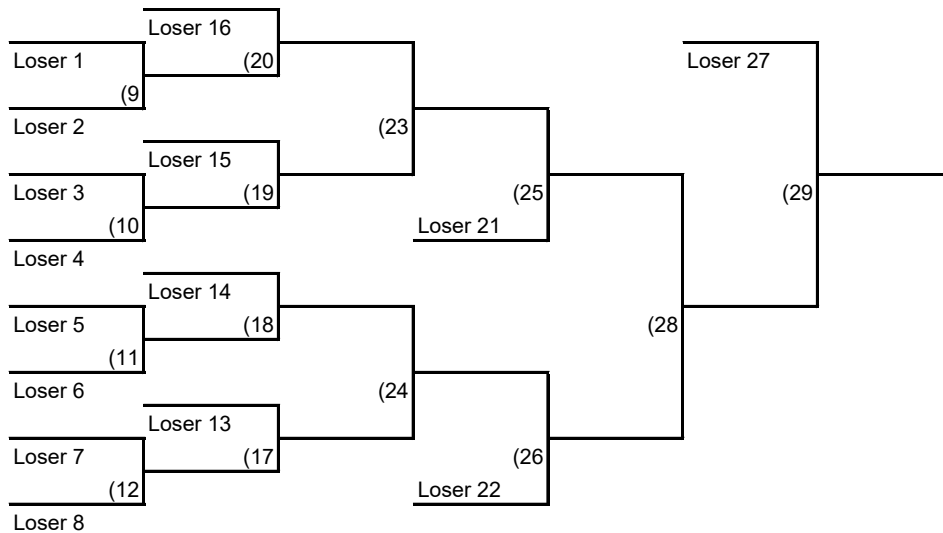 Loser 16
Loser 1
(20
Loser 27
(9
Loser 2
(23
Loser 15
Loser 3
(19
(25
(29
(10
Loser 21
Loser 4
Loser 14
Loser 5
(18
(28
(11
Loser 6
(24
Loser 13
Loser 7
(17
(26
(12
Loser 22
Loser 8